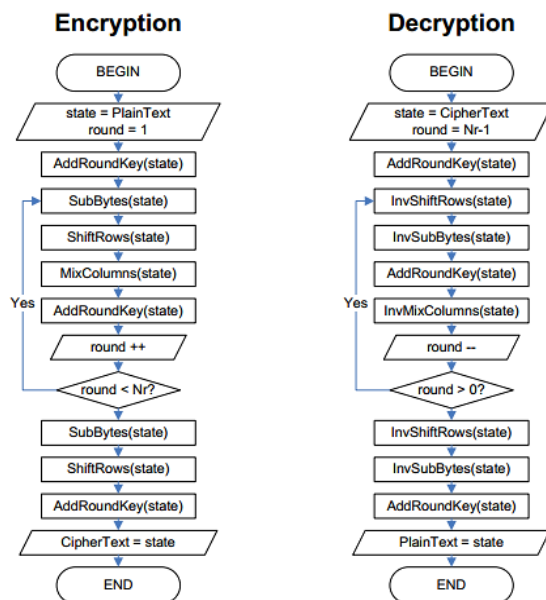 Encryption
BEGIN
state = PlainText
round = 1
AddRoundKey(state)
SubBytes(state)
ShiftRows(state)
MixColumns(state)
AddRoundKey(state)
round ++
round < Nr?
Yes
SubBytes(state)
ShiftRows(state)
AddRoundKey(state)
CipherText = state
END
Decryption
BEGIN
state = CipherText
round = Nr-1
AddRoundKey(state)
InvShiftRows(state)
InvSubBytes(state)
AddRoundKey(state)
InvMixColumns(state)
round --
round > 0?
Yes
InvShiftRows(state)
InvSubBytes(state)
AddRoundKey(state)
PlainText = state
END